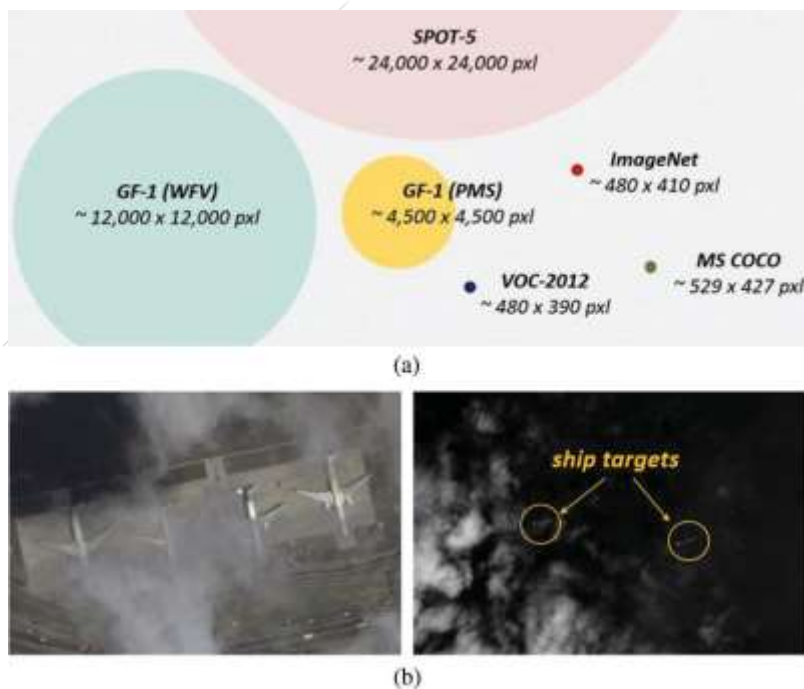 SPOT-5
~ 24,000 x 24,000 pxl
GF-1 (WFV)
~ 12,000 x 12,000 pxl
GF-1 (PMS)
~ 4,500 x 4,500 pxl
ImageNet
~ 480 x 410 pxl
VOC-2012
~ 480 x 390 pxl
MS COCO
~ 529 x 427 pxl
(a)
ship targets
(b)